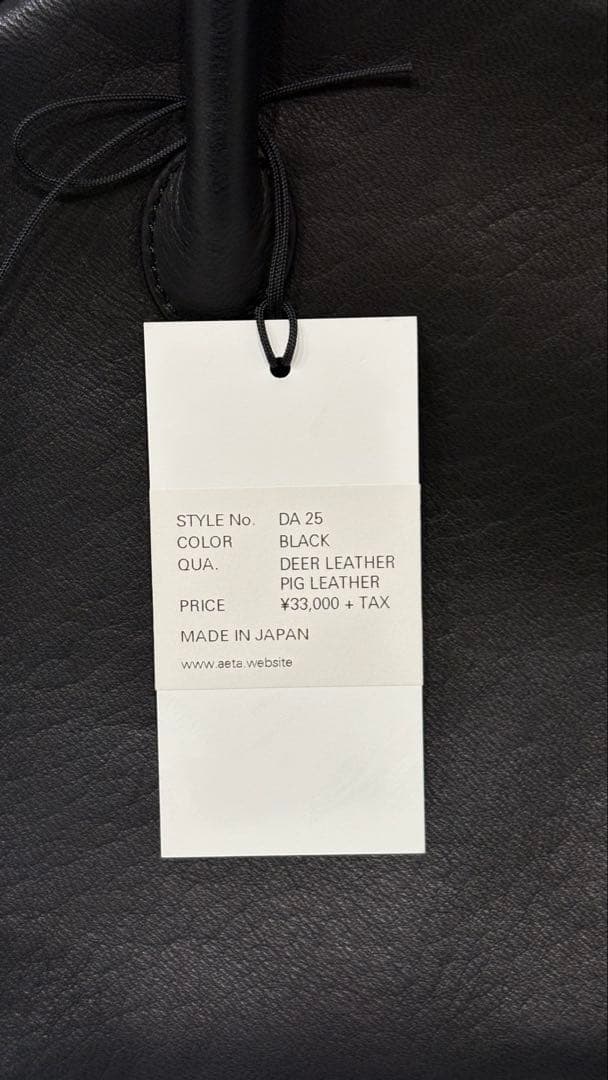 STYLE No. DA 25
COLOR BLACK
QUA. DEER LEATHER
PIG LEATHER
PRICE ¥33,000 + TAX
MADE IN JAPAN
www.aeta.website